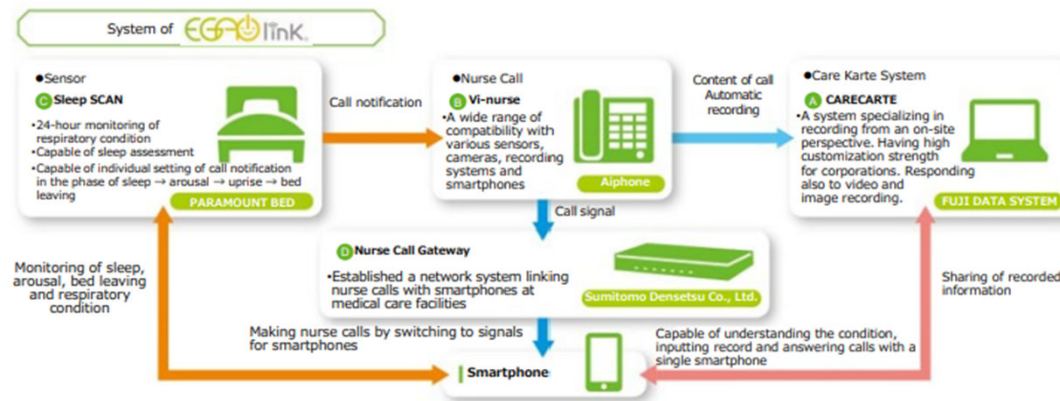 System of EGAO link
●Sensor
C Sleep SCAN
•24-hour monitoring of
respiratory condition
•Capable of sleep assessment
•Capable of individual setting of call notification
in the phase of sleep → arousal → uprise → bed
leaving
PARAMOUNT BED
Call notification
●Nurse Call
B Vi-nurse
•A wide range of
compatibility with
various sensors,
cameras, recording
systems and
smartphones
Aiphone
Content of call
Automatic
recording
●Care Karte System
A CARECARTE
•A system specializing in
recording from an on-site
perspective. Having high
customization strength
for corporations. Responding
also to video and
image recording.
FUJI DATA SYSTEM
Call signal
D Nurse Call Gateway
•Established a network system linking
nurse calls with smartphones at
medical care facilities
Sumitomo Densetsu Co., Ltd.
Monitoring of sleep,
arousal, bed leaving
and respiratory
condition
Sharing of recorded
information
Making nurse calls by switching to signals
for smartphones
Capable of understanding the condition,
inputting record and answering calls with a
single smartphone
Smartphone